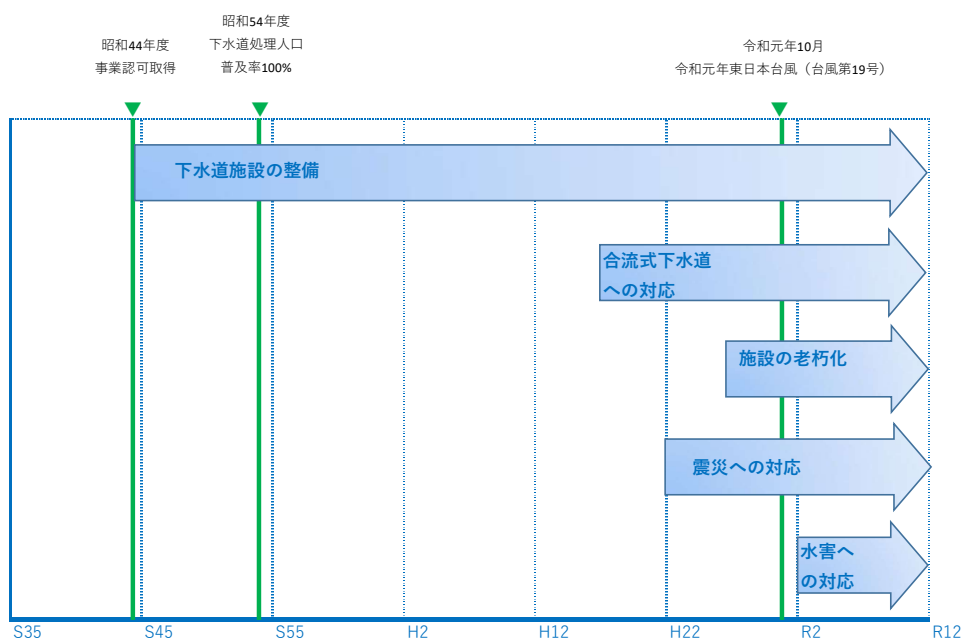 昭和44年度
事業認可取得
昭和54年度
下水道処理人口
普及率100%
令和元年10月
令和元年東日本台風（台風第19号）
下水道施設の整備
合流式下水道
への対応
施設の老朽化
震災への対応
水害へ
の対応
S35 S45 S55 H2 H12 H22 R2 R12